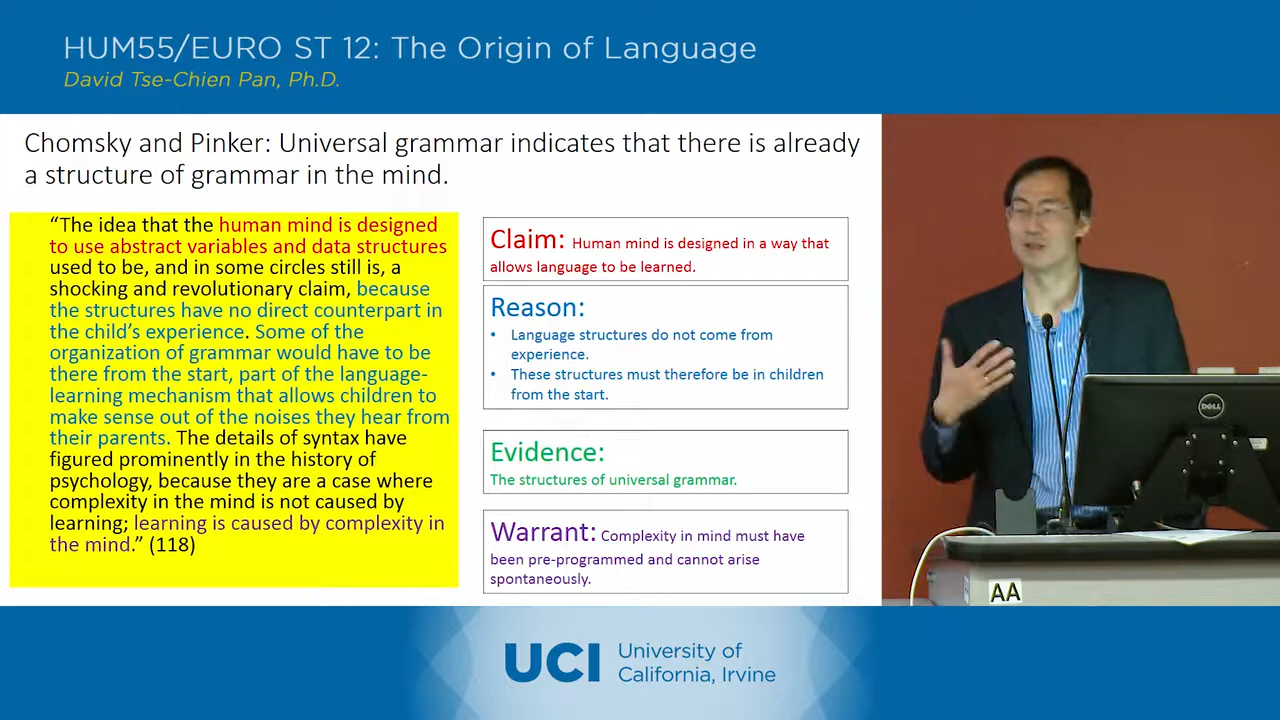 HUM55/EURO ST 12: The Origin of Language
David Tse-Chien Pan, Ph.D.
Chomsky and Pinker: Universal grammar indicates that there is already
a structure of grammar in the mind.
“The idea that the human mind is designed
to use abstract variables and data structures
used to be, and in some circles still is, a
shocking and revolutionary claim, because
the structures have no direct counterpart in
the child’s experience. Some of the
organization of grammar would have to be
there from the start, part of the language-
learning mechanism that allows children to
make sense out of the noises they hear from
their parents. The details of syntax have
figured prominently in the history of
psychology, because they are a case where
complexity in the mind is not caused by
learning; learning is caused by complexity in
the mind.” (118)
Claim: Human mind is designed in a way that
allows language to be learned.
Reason:
• Language structures do not come from
experience.
• These structures must therefore be in children
from the start.
Evidence:
The structures of universal grammar.
Warrant: Complexity in mind must have
been pre-programmed and cannot arise
spontaneously.
DELL
AA
UCI
University of
California, Irvine